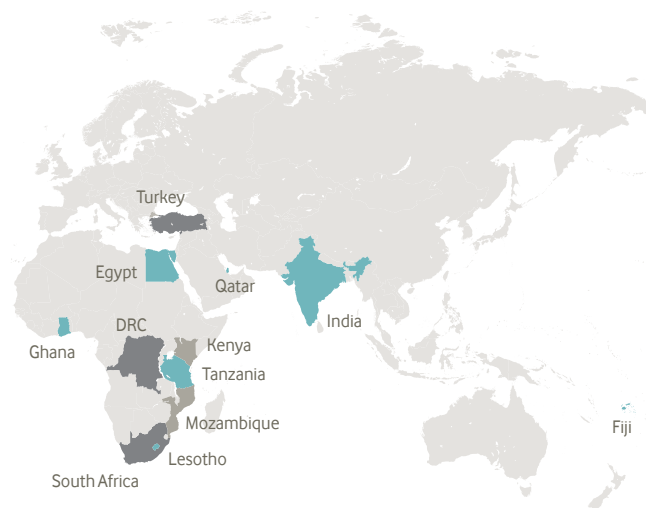 Turkey
Egypt
Qatar
India
DRC
Ghana
Kenya
Tanzania
Mozambique
Fiji
Lesotho
South Africa